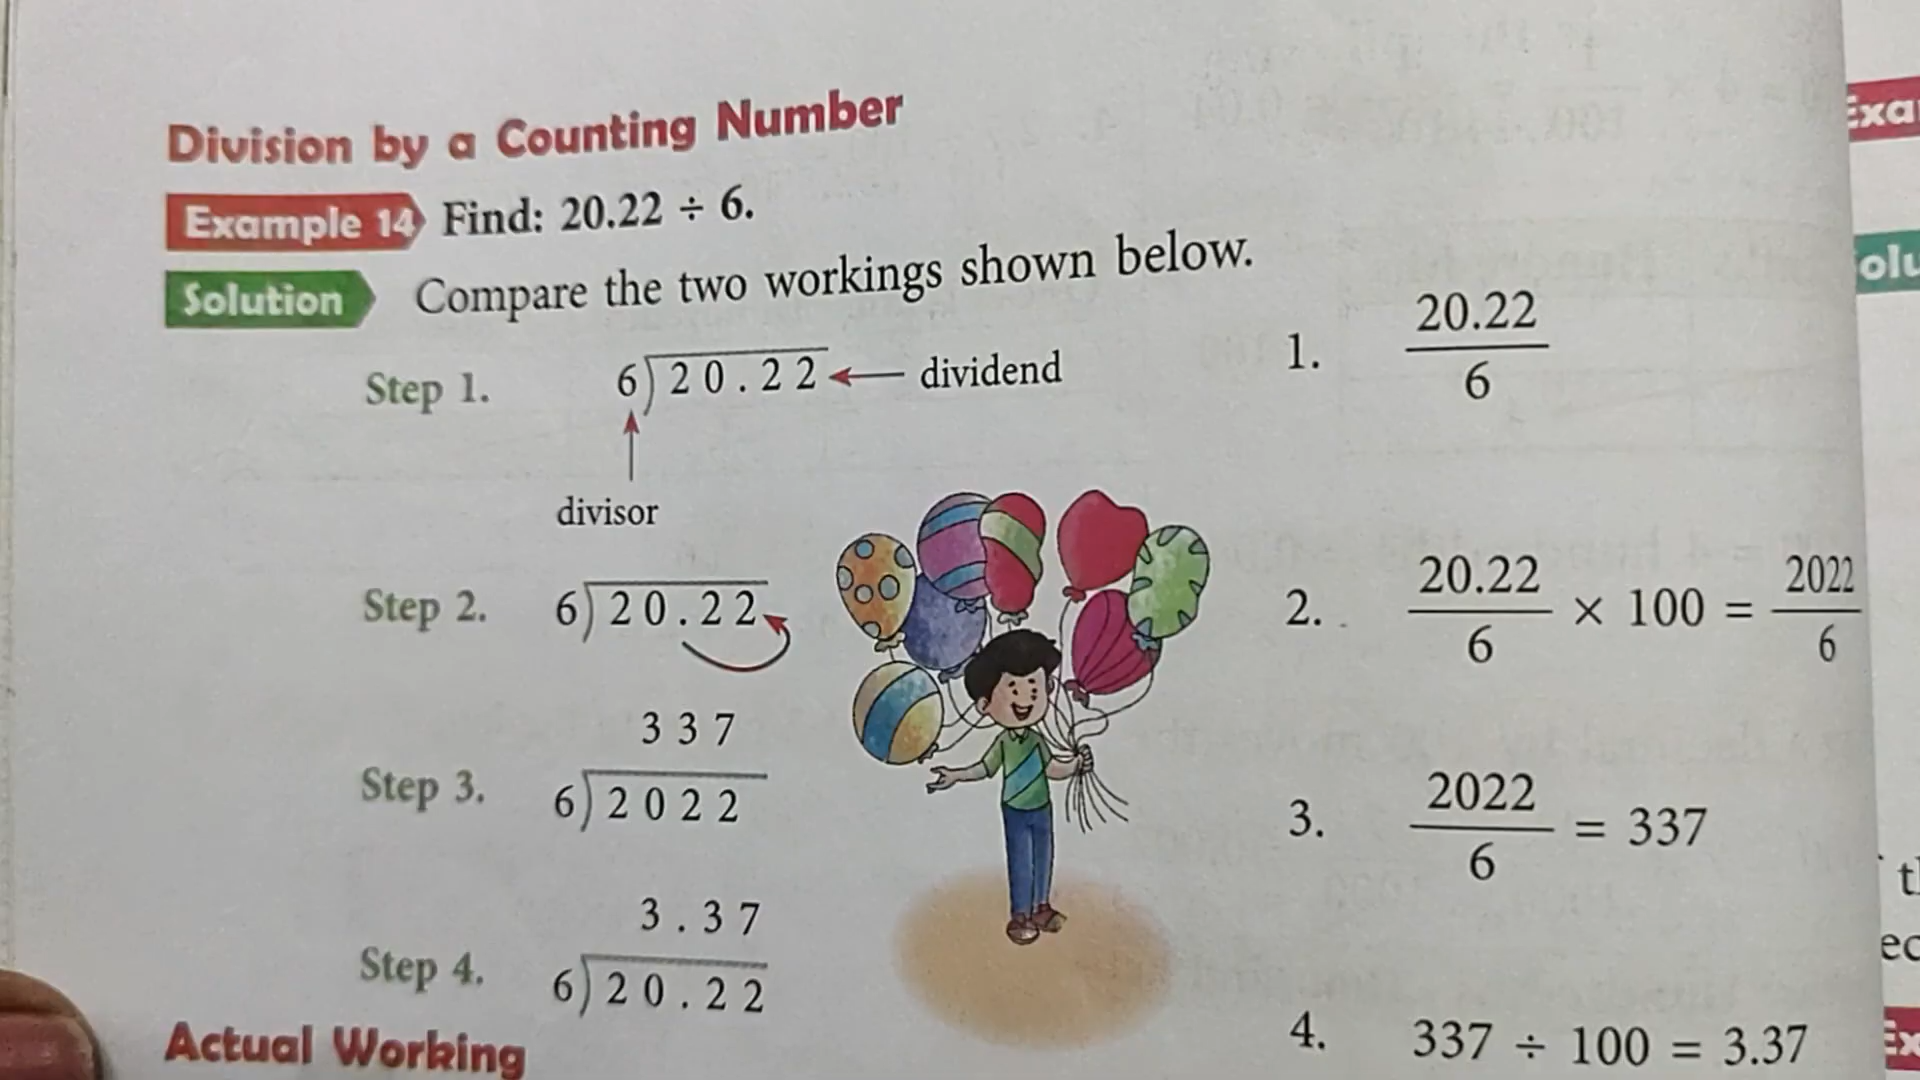 Division by a Counting Number
Example 14 Find: 20.22 ÷ 6.
Solution Compare the two workings shown below.
Step 1. 6)20.22 ← dividend
divisor
1. 20.22/6
Step 2. 6)20.22
2. 20.22/6 × 100 = 2022/6
337
Step 3. 6)2022
3. 2022/6 = 337
3.37
Step 4. 6)20.22
4. 337 ÷ 100 = 3.37
Actual Working